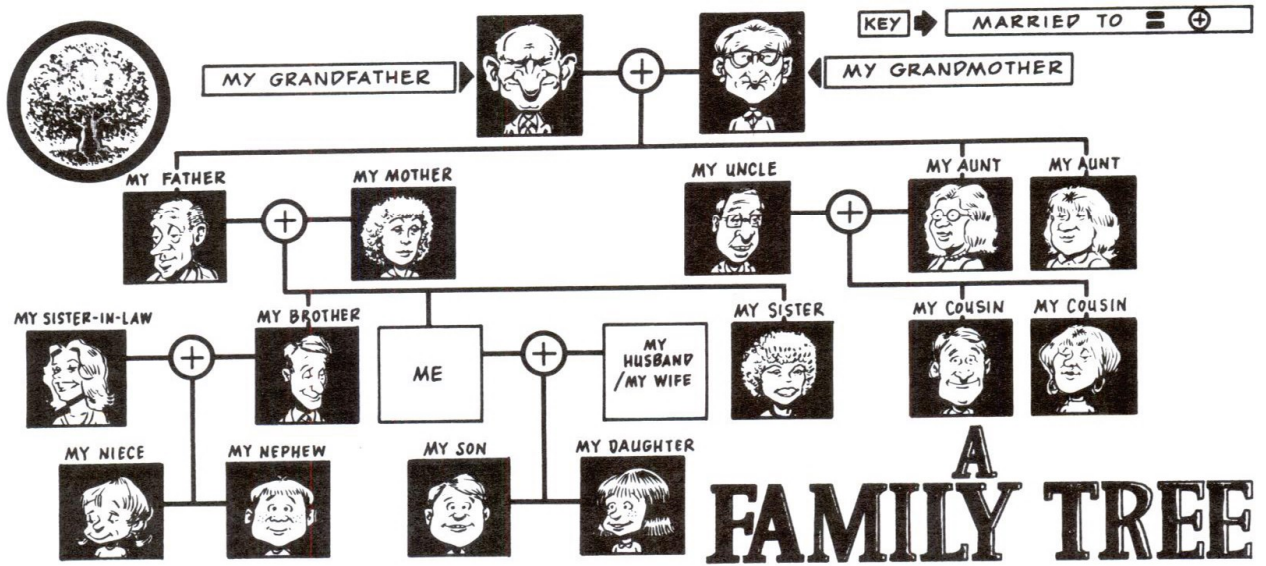 KEY
MARRIED TO =
MY GRANDFATHER
MY GRANDMOTHER
MY FATHER
MY MOTHER
MY UNCLE
MY AUNT
MY AUNT
MY SISTER-IN-LAW
MY BROTHER
ME
MY
HUSBAND
/MY WIFE
MY SISTER
MY COUSIN
MY COUSIN
MY NIECE
MY NEPHEW
MY SON
MY DAUGHTER
A
FAMILY TREE